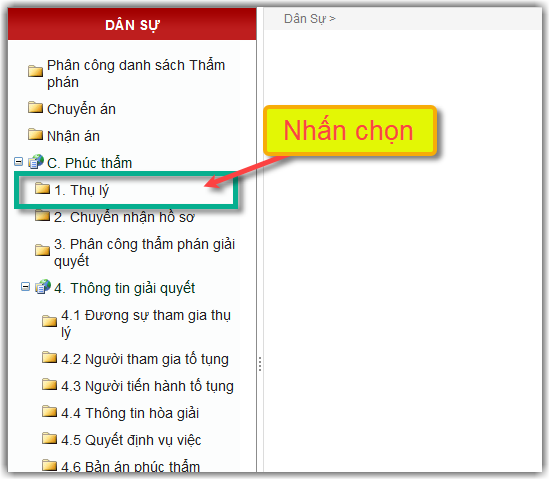 DÂN SỰ
Dân Sự >
Phân công danh sách Thẩm
phán
Chuyển án
Nhận án
Nhấn chọn
C. Phúc thẩm
1. Thụ lý
2. Chuyển nhận hồ sơ
3. Phân công thẩm phán giải
quyết
4. Thông tin giải quyết
4.1 Đương sự tham gia thụ
lý
4.2 Người tham gia tố tụng
4.3 Người tiến hành tố tụng
4.4 Thông tin hòa giải
4.5 Quyết định vụ việc
4.6 Bản án phúc thẩm